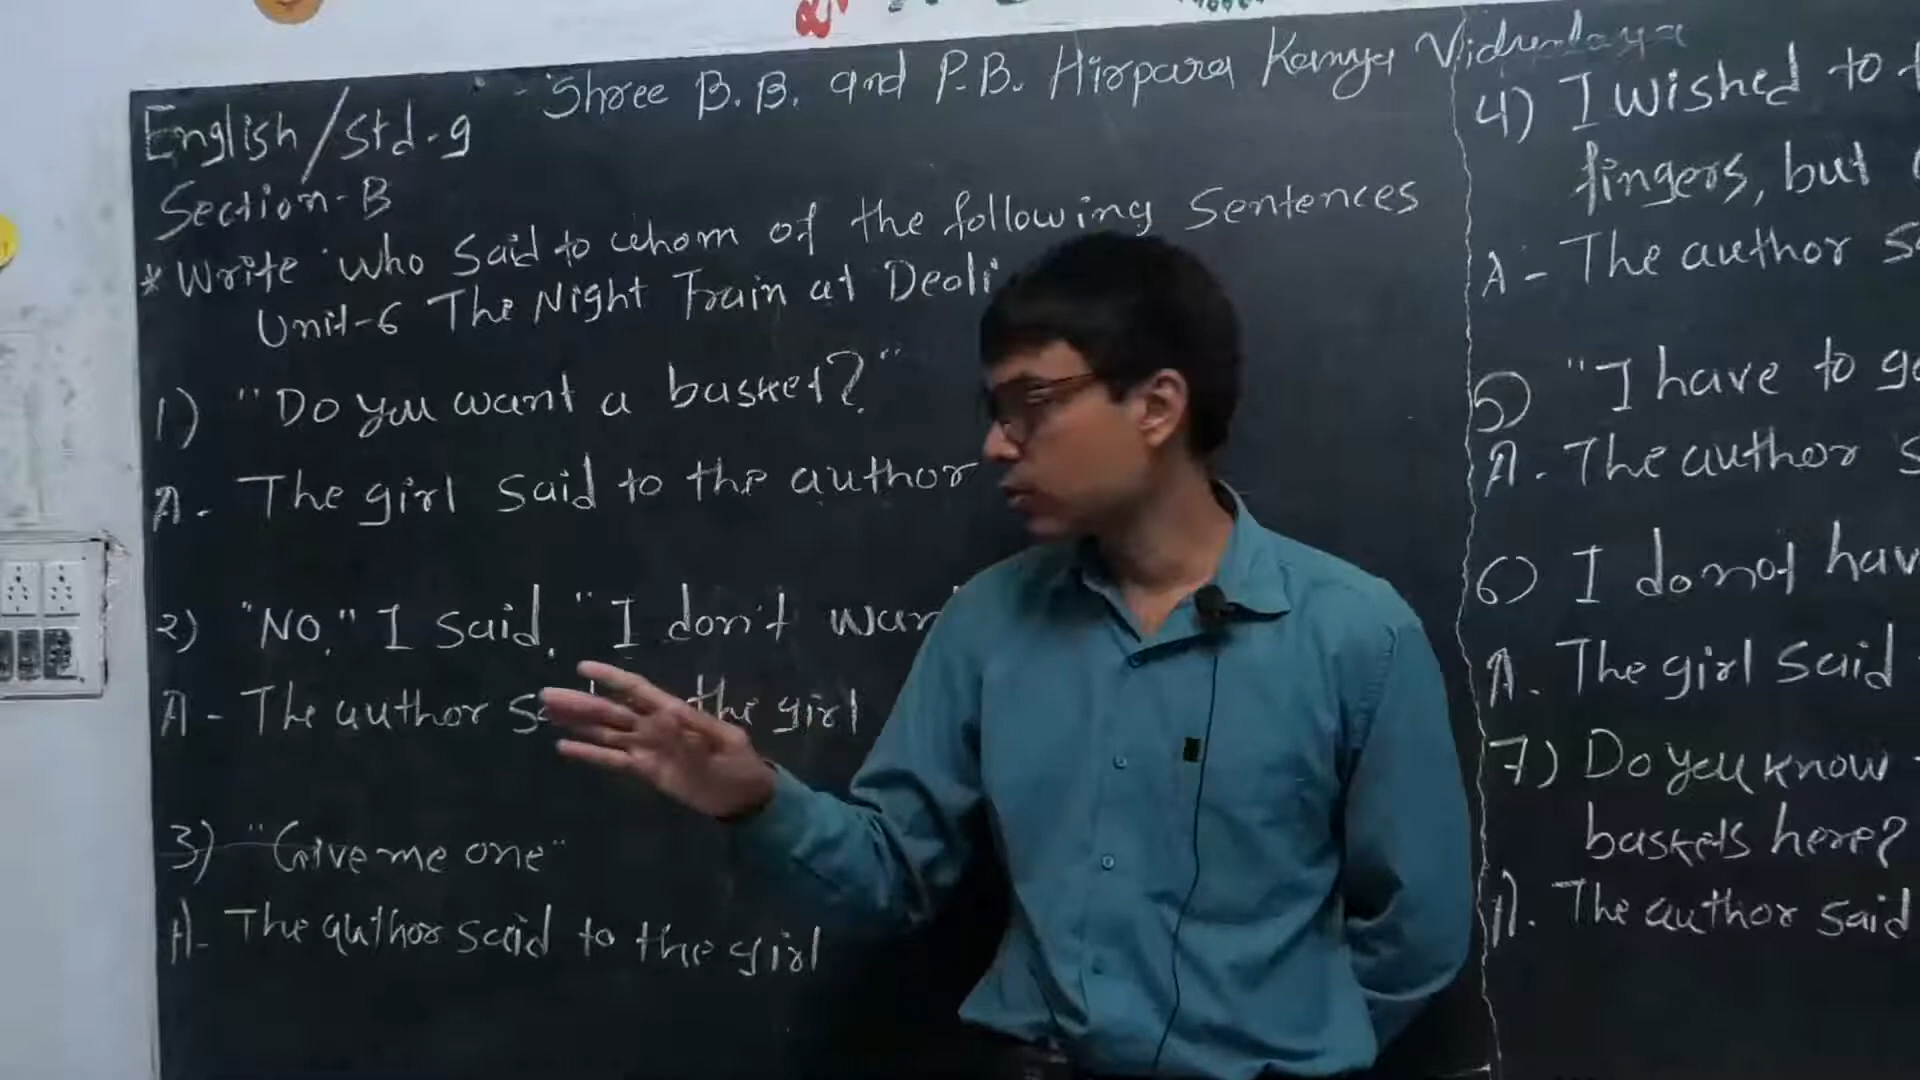 Shree B.B. and P.B. Hirpara Kanya Vidyalaya
English/Std-9
Section-B
* Write who said to whom of the following sentences
Unit-6 The Night Train at Deoli
1) "Do you want a basket?"
A- The girl said to the author
2) "No," I said, "I don't wan
A- The author the girl
3) "Give me one"
A- The author said to the girl
4) I wished to t
fingers, but
A- The author s
5) "I have to go
A. The author s
6) I do not hav
A. The girl said
7) Do you know
baskets here?
A. The author said